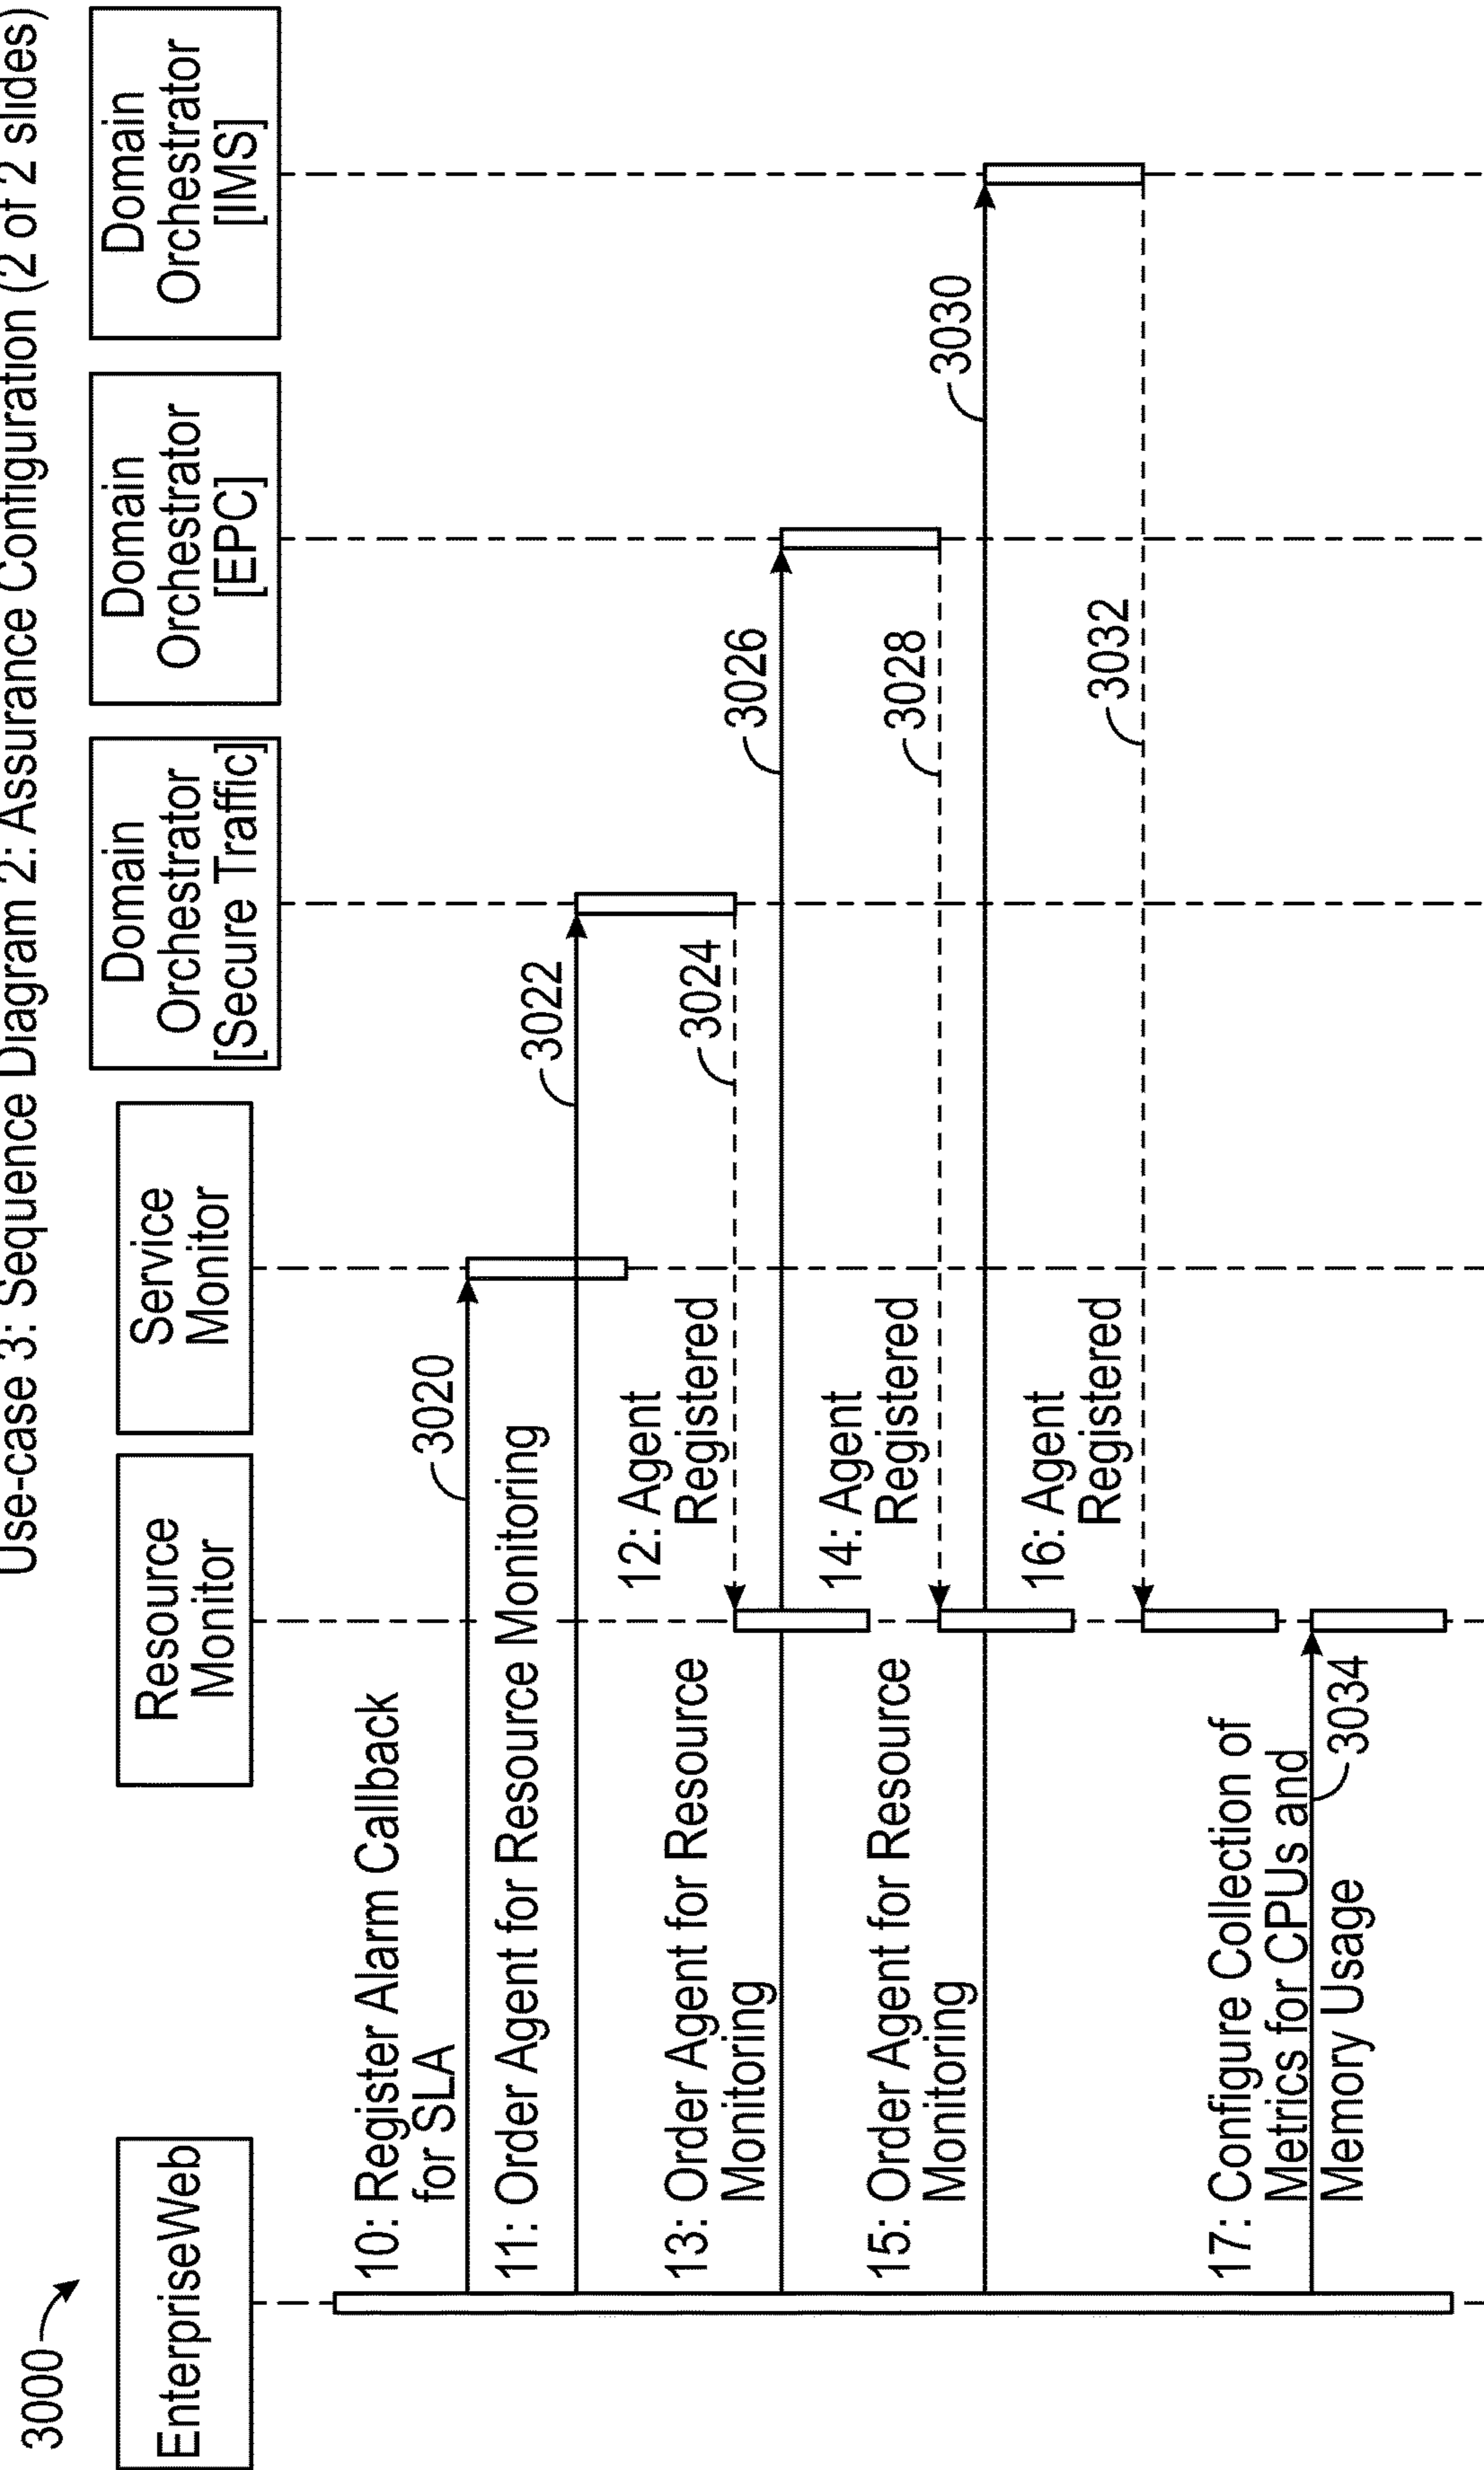 Use-case 3: Sequence Diagram 2: Assurance Configuration (2 of 2 slides)
3000
EnterpriseWeb
Resource
Monitor
Service
Monitor
Domain
Orchestrator
[Secure Traffic]
Domain
Orchestrator
[EPC]
Domain
Orchestrator
[IMS]
10: Register Alarm Callback
for SLA
3020
11: Order Agent for Resource Monitoring
3022
12: Agent
Registered
3024
13: Order Agent for Resource
Monitoring
3026
14: Agent
Registered
3028
15: Order Agent for Resource
Monitoring
3030
16: Agent
Registered
3032
17: Configure Collection of
Metrics for CPUs and
Memory Usage
3034